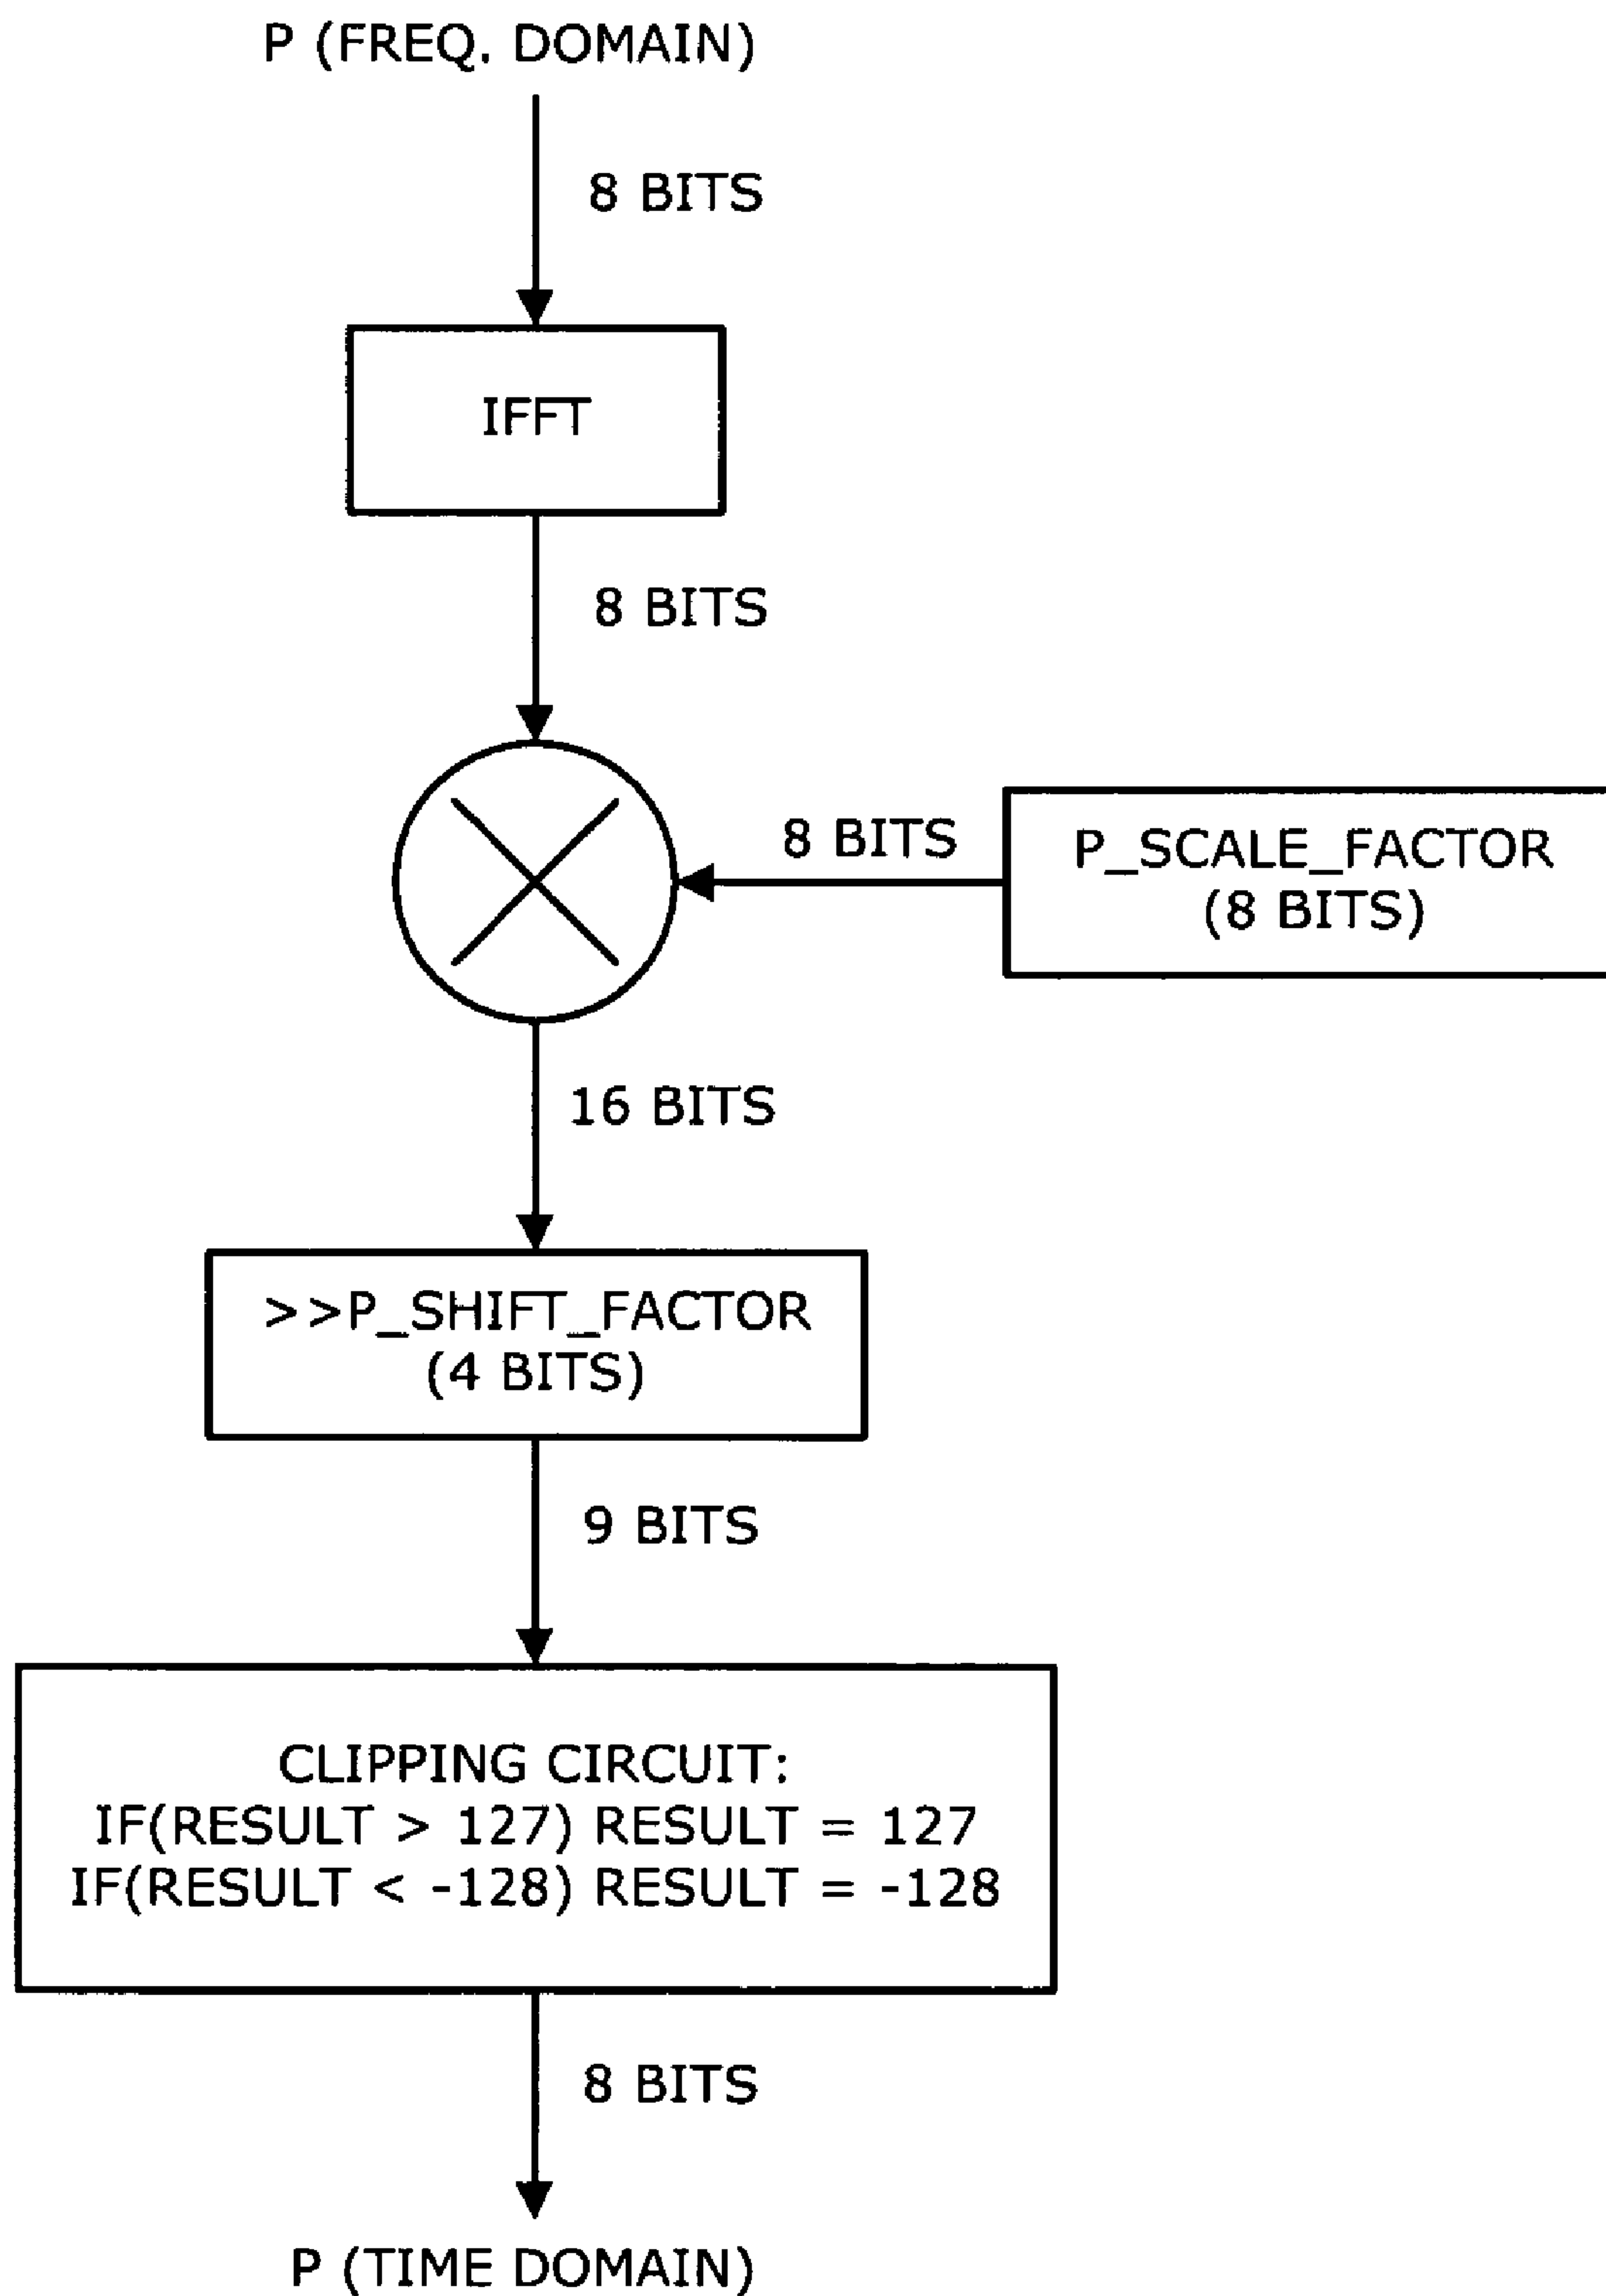 P (FREQ. DOMAIN)
8 BITS
IFFT
8 BITS
8 BITS
P_SCALE_FACTOR
(8 BITS)
16 BITS
>>P_SHIFT_FACTOR
(4 BITS)
9 BITS
CLIPPING CIRCUIT:
IF(RESULT > 127) RESULT = 127
IF(RESULT < -128) RESULT = -128
8 BITS
P (TIME DOMAIN)